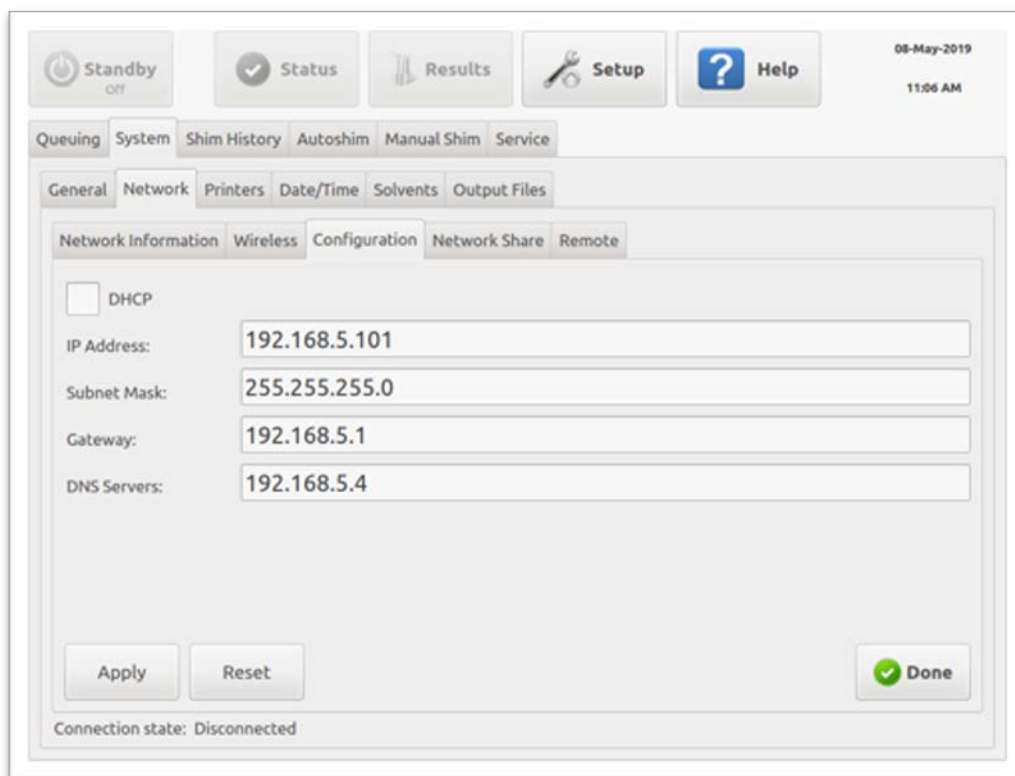 Standby Status Results Setup Help 08-May-2019
Off 11:06 AM
Queuing System Shim History Autoshim Manual Shim Service
General Network Printers Date/Time Solvents Output Files
Network Information Wireless Configuration Network Share Remote
DHCP
IP Address: 192.168.5.101
Subnet Mask: 255.255.255.0
Gateway: 192.168.5.1
DNS Servers: 192.168.5.4
Apply Reset Done
Connection state: Disconnected